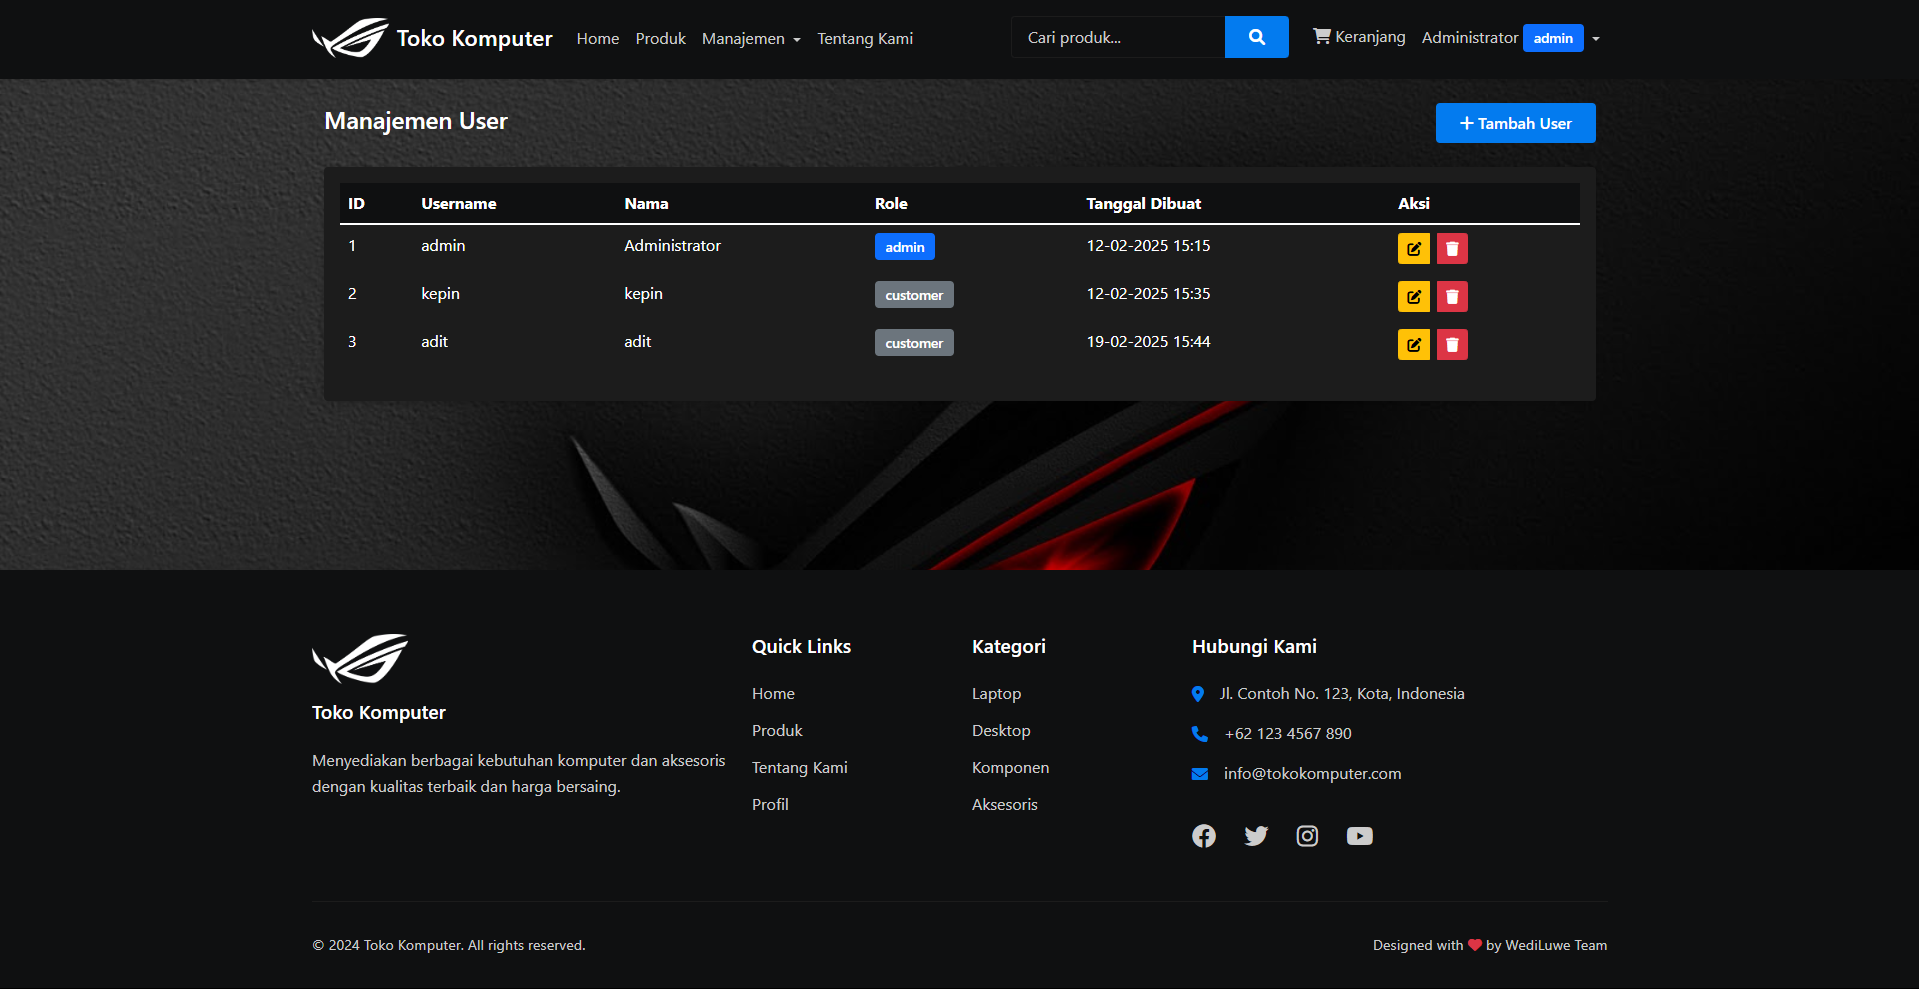 Toko Komputer Home Produk Manajemen Tentang Kami Cari produk... Keranjang Administrator admin
Manajemen User
Tambah User
ID Username Nama Role Tanggal Dibuat Aksi
1 admin Administrator admin 12-02-2025 15:15
2 kepin kepin customer 12-02-2025 15:35
3 adit adit customer 19-02-2025 15:44
Toko Komputer
Menyediakan berbagai kebutuhan komputer dan aksesoris
dengan kualitas terbaik dan harga bersaing.
Quick Links
Home
Produk
Tentang Kami
Profil
Kategori
Laptop
Desktop
Komponen
Aksesoris
Hubungi Kami
Jl. Contoh No. 123, Kota, Indonesia
+62 123 4567 890
info@tokokomputer.com
© 2024 Toko Komputer. All rights reserved.
Designed with ❤ by WediLuwe Team